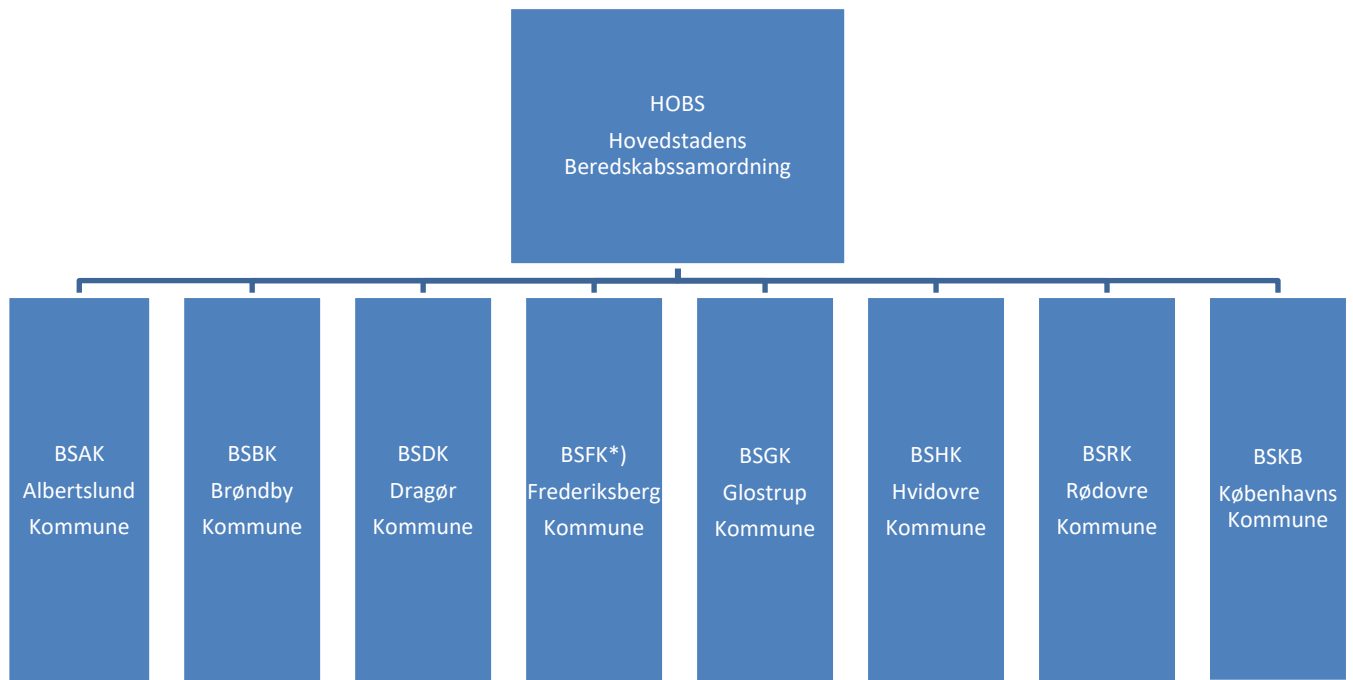 HOBS
Hovedstadens
Beredskabssamordning
BSAK
Albertslund
Kommune
BSBK
Brøndby
Kommune
BSDK
Dragør
Kommune
BSFK*)
Frederiksberg
Kommune
BSGK
Glostrup
Kommune
BSHK
Hvidovre
Kommune
BSRK
Rødovre
Kommune
BSKB
Københavns
Kommune